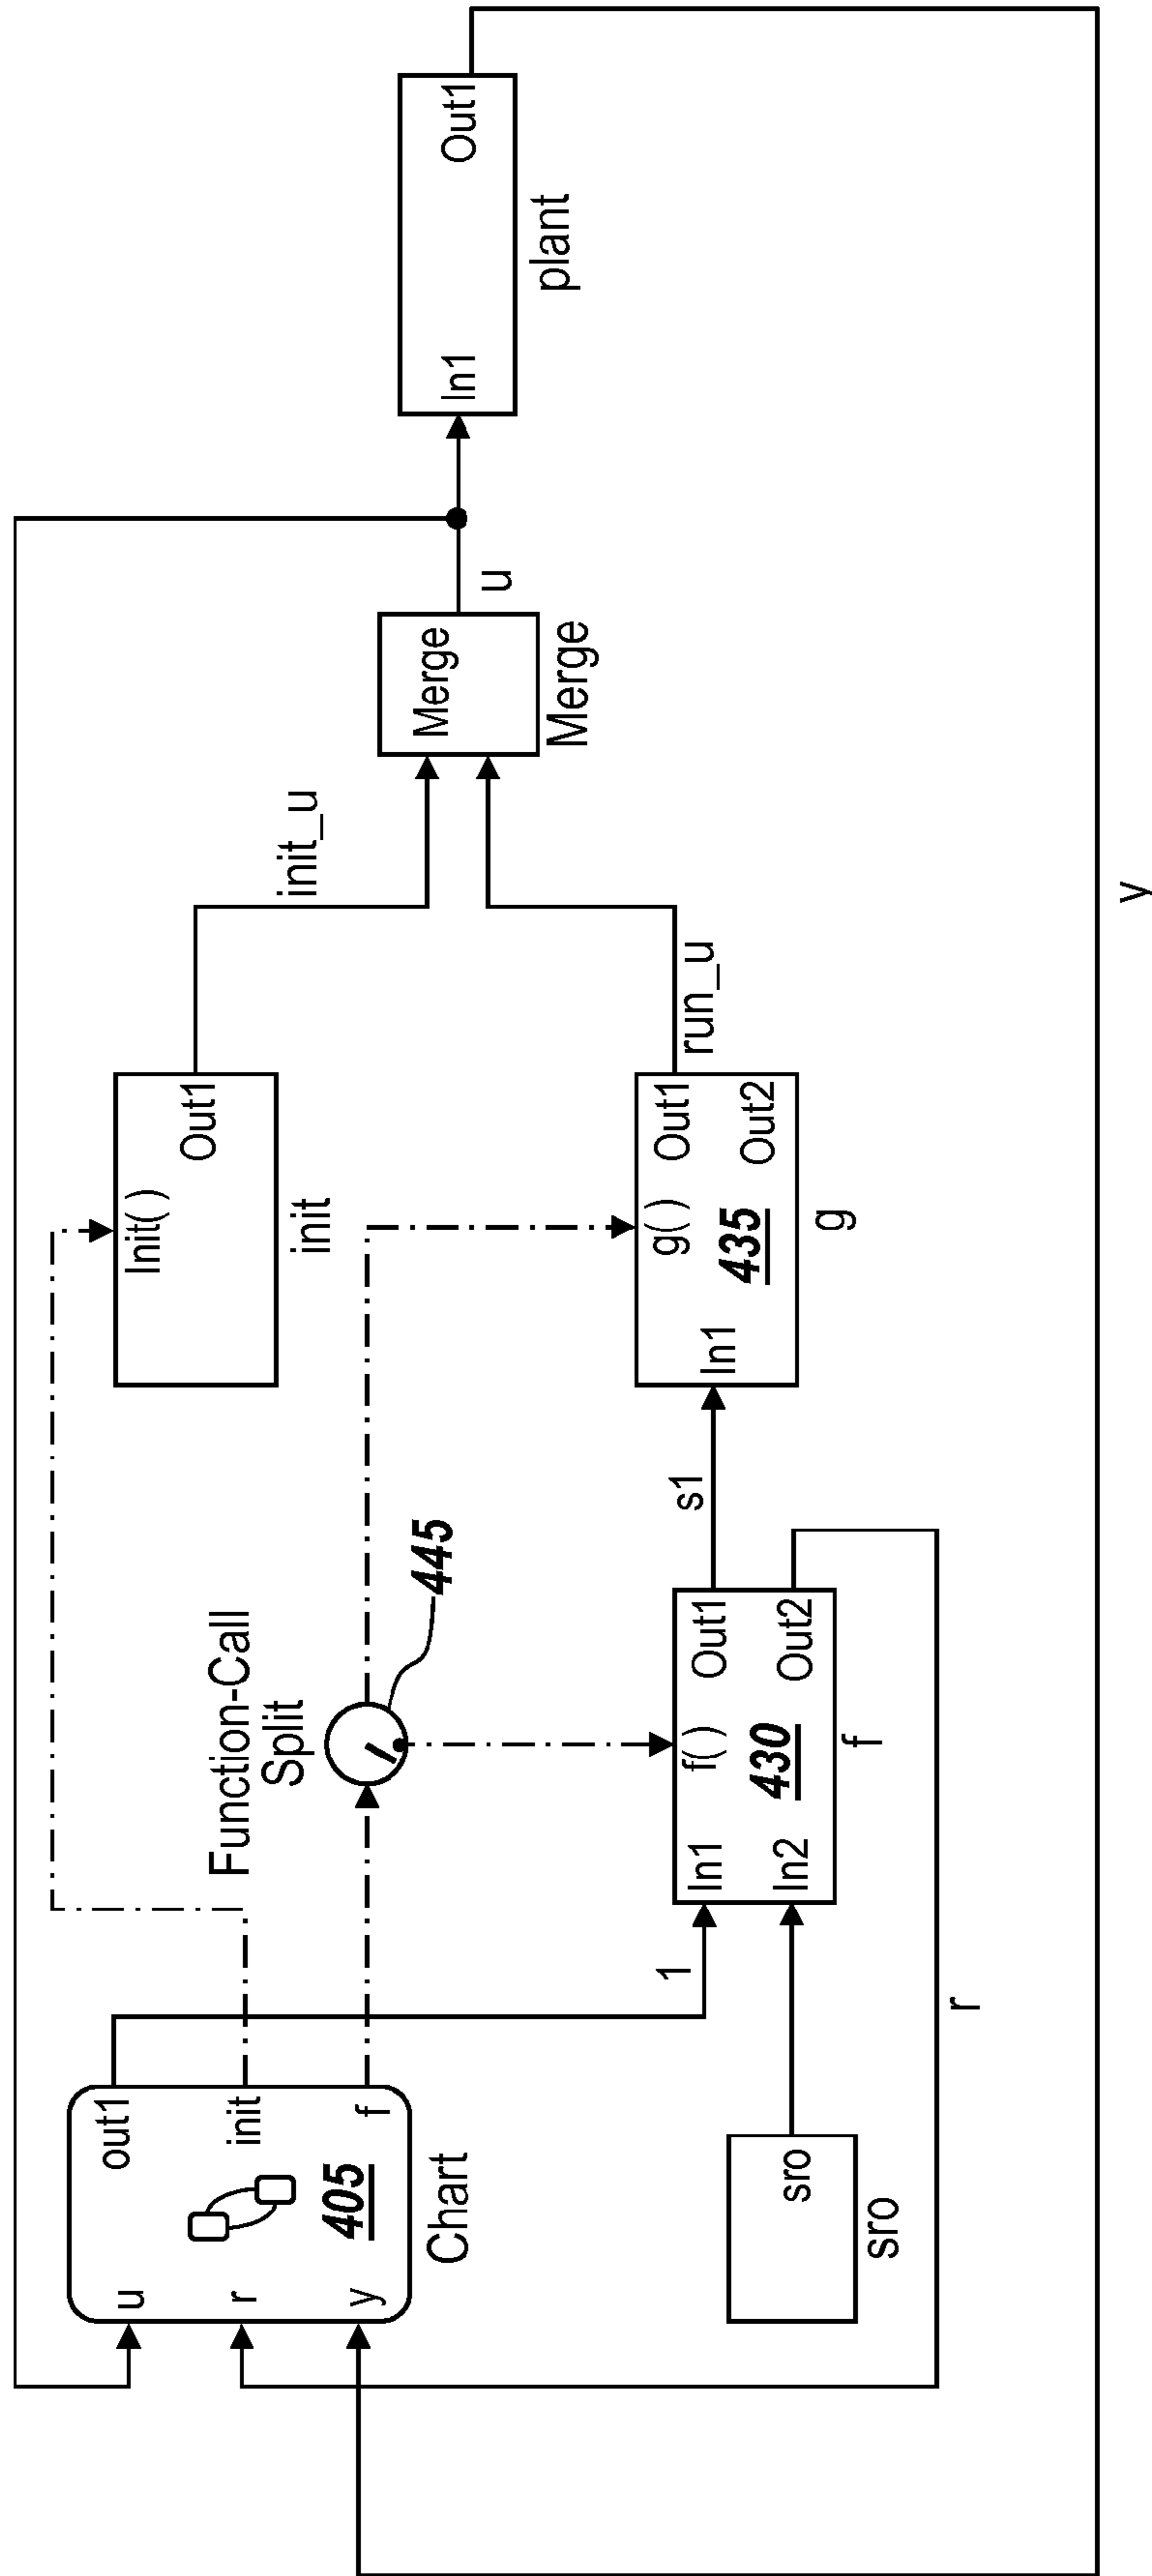 u
out1
r
init
y
f
405
Chart
sro
sro
Function-Call
Split
445
1
In1
f( )
Out1
In2
430
Out2
f
r
s1
Init( )
Out1
init
g( )
Out1
In1
435
Out2
g
init_u
run_u
Merge
Merge
u
In1
Out1
plant
y